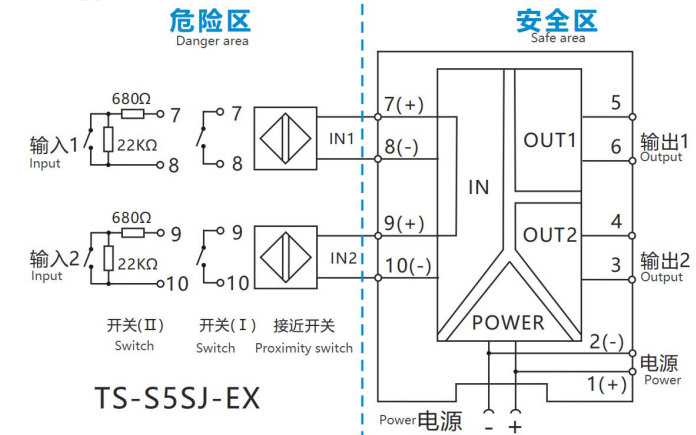 危险区
Danger area
安全区
Safe area
680Ω
7
22KΩ
8
输入1
Input
7
8
IN1
7(+)
8(-)
IN
OUT1
5
6
输出1
Output
680Ω
9
22KΩ
10
输入2
Input
9
10
IN2
9(+)
10(-)
OUT2
4
3
输出2
Output
POWER
开关(Ⅱ)
Switch
开关(Ⅰ)
Switch
接近开关
Proximity switch
2(-)
1(+)
电源
Power
TS-S5SJ-EX
Power电源
- +